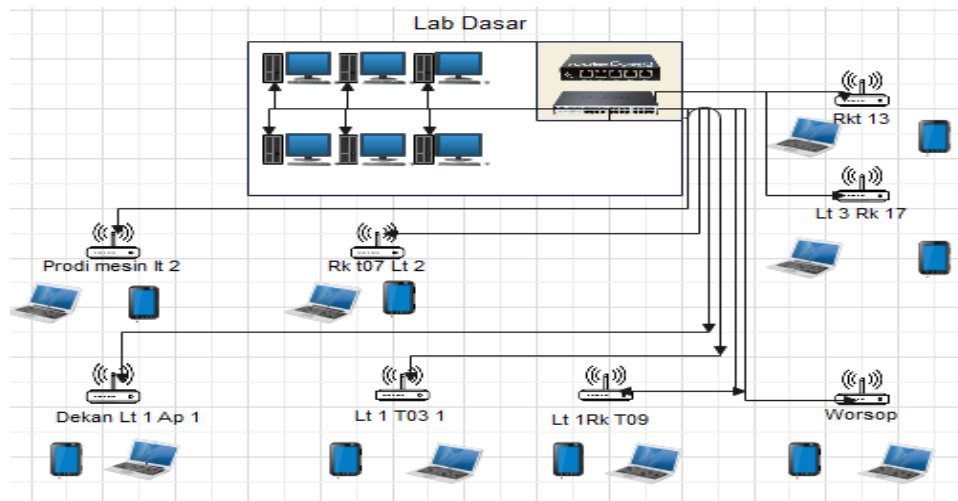 Lab Dasar
Rkt 13
Lt 3 Rk 17
Prodi mesin lt 2
Rk t07 Lt 2
Dekan Lt 1 Ap 1
Lt 1 T03 1
Lt 1Rk T09
Worsop